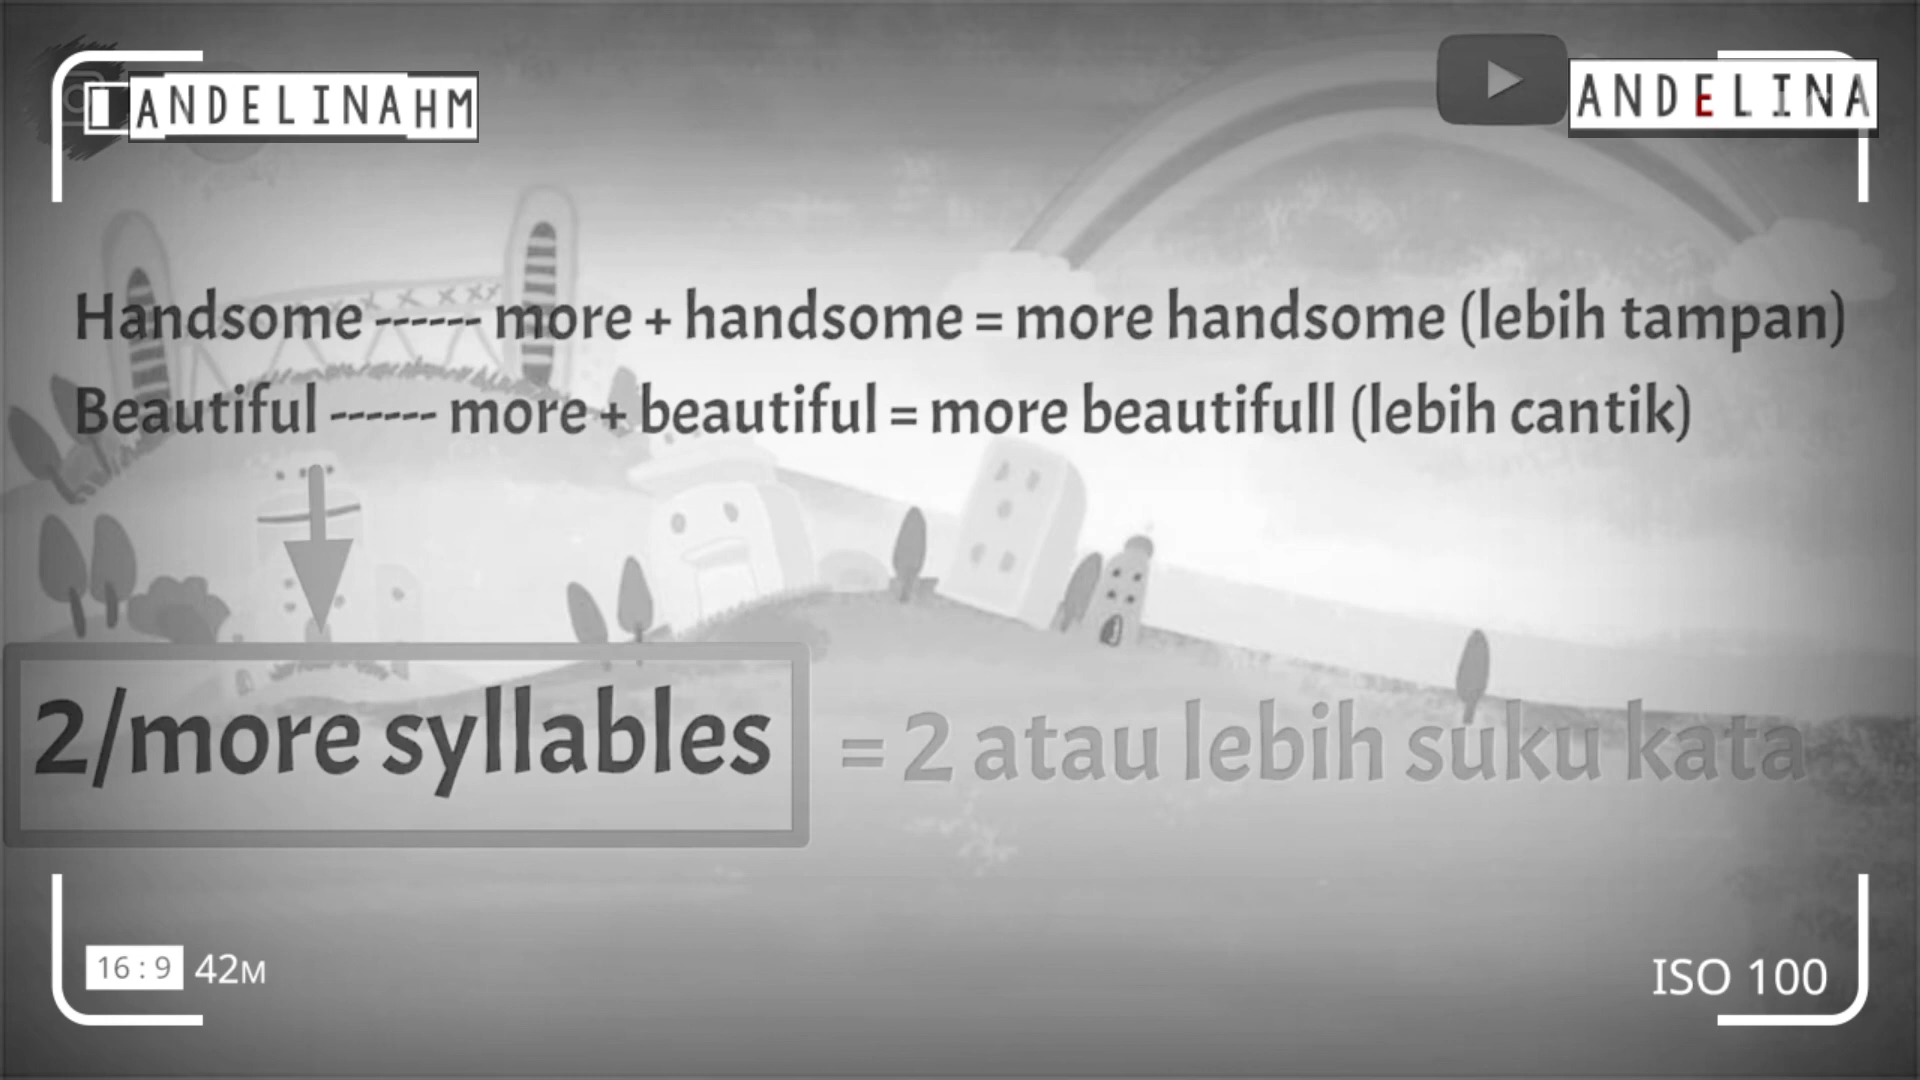 ANDELINAHM
ANDELINA
Handsome ------ more + handsome = more handsome (lebih tampan)
Beautiful ------ more + beautiful = more beautifull (lebih cantik)
2/more syllables = 2 atau lebih suku kata
16 : 9 42M
ISO 100